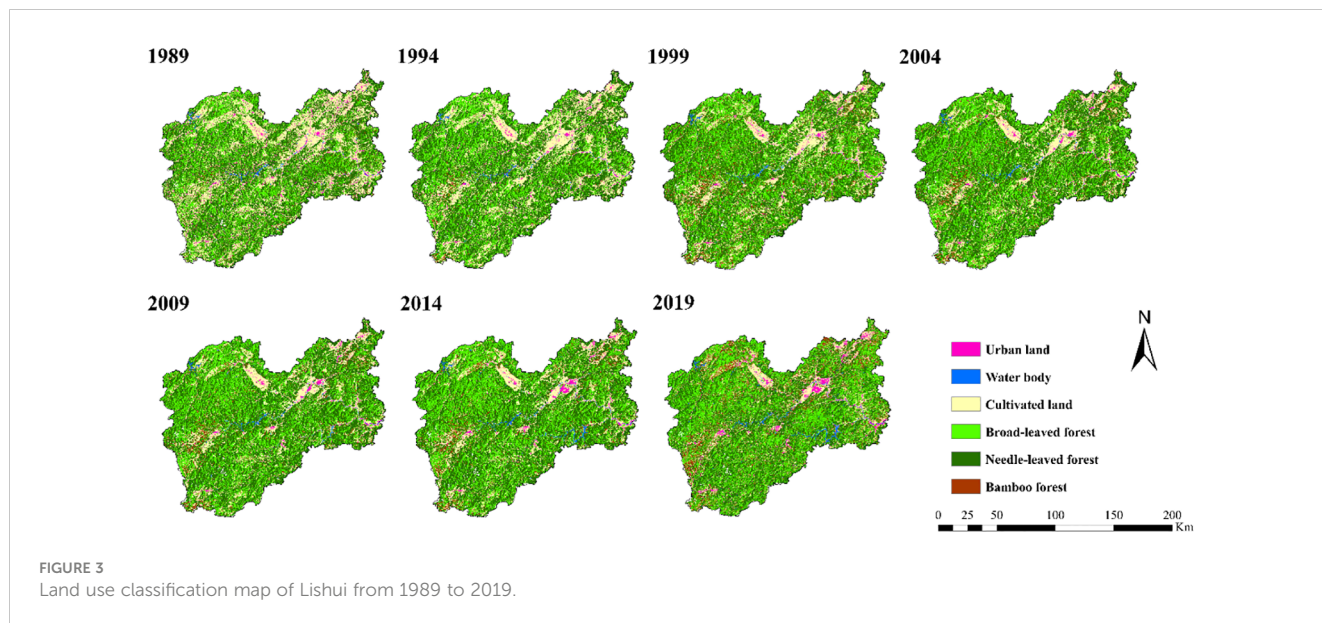 1989
1994
1999
2004
2009
2014
2019
N
Urban land
Water body
Cultivated land
Broad-leaved forest
Needle-leaved forest
Bamboo forest
0 25 50 100 150 200
Km
FIGURE 3
Land use classification map of Lishui from 1989 to 2019.